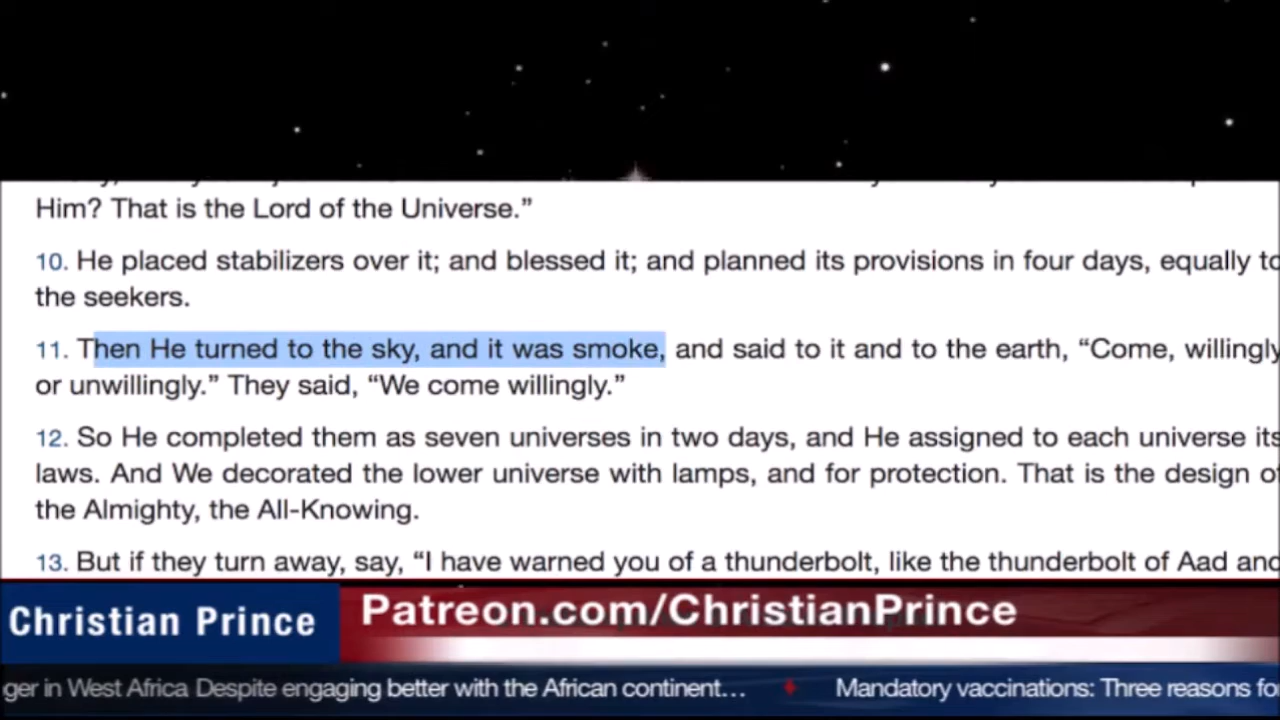 Him? That is the Lord of the Universe.”
10. He placed stabilizers over it; and blessed it; and planned its provisions in four days, equally to
the seekers.
11. Then He turned to the sky, and it was smoke, and said to it and to the earth, “Come, willingly
or unwillingly.” They said, “We come willingly.”
12. So He completed them as seven universes in two days, and He assigned to each universe its
laws. And We decorated the lower universe with lamps, and for protection. That is the design of
the Almighty, the All-Knowing.
13. But if they turn away, say, “I have warned you of a thunderbolt, like the thunderbolt of Aad and
Christian Prince
Patreon.com/ChristianPrince
ger in West Africa Despite engaging better with the African continent... Mandatory vaccinations: Three reasons fo